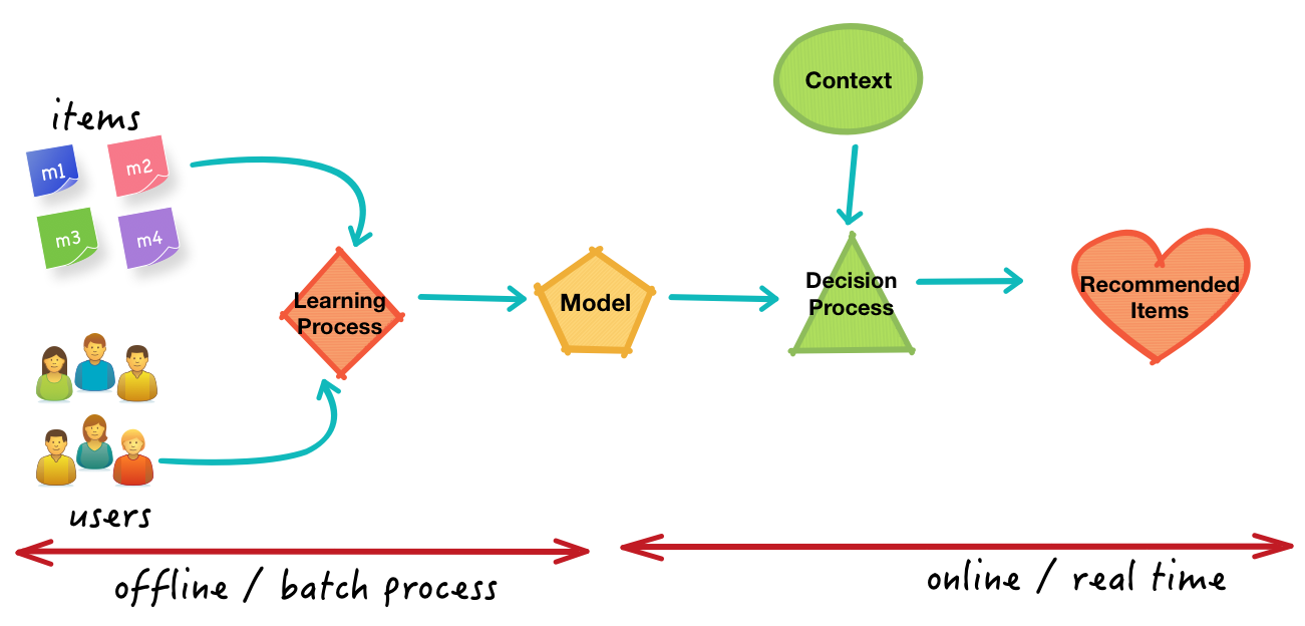 items
m1
m2
m3
m4
users
Learning
Process
Model
Context
Decision
Process
Recommended
Items
offline / batch process
online / real time